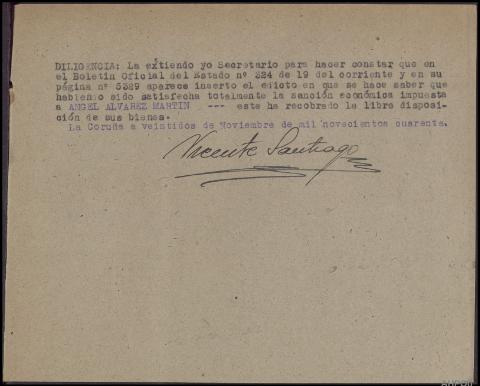 DILIGENCIA: La extiendo yo Secretario para hacer constar que en
el Boletin Oficial del Estado nº 324 de 19 del corriente y en su
página nº 5329 aparece inserto el edicto en que se hace saber que
habiendo sido satisfecha totalmente la sanción económica impuesta
a ANGEL ALVAREZ MARTIN --- este ha recobrado la libre disposi-
ción de sus bienes.
La Coruña a veintidos de Noviembre de mil novecientos cuarenta.
Vicente Santiago